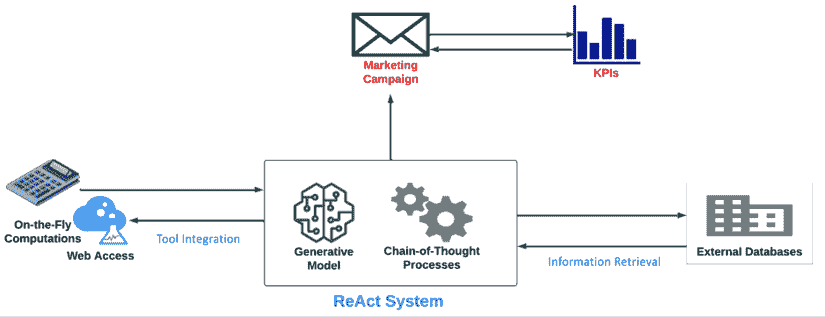 Marketing
Campaign
KPIs
On-the-Fly
Computations
Web Access
Tool Integration
Generative
Model
Chain-of-Thought
Processes
External Databases
Information Retrieval
ReAct System